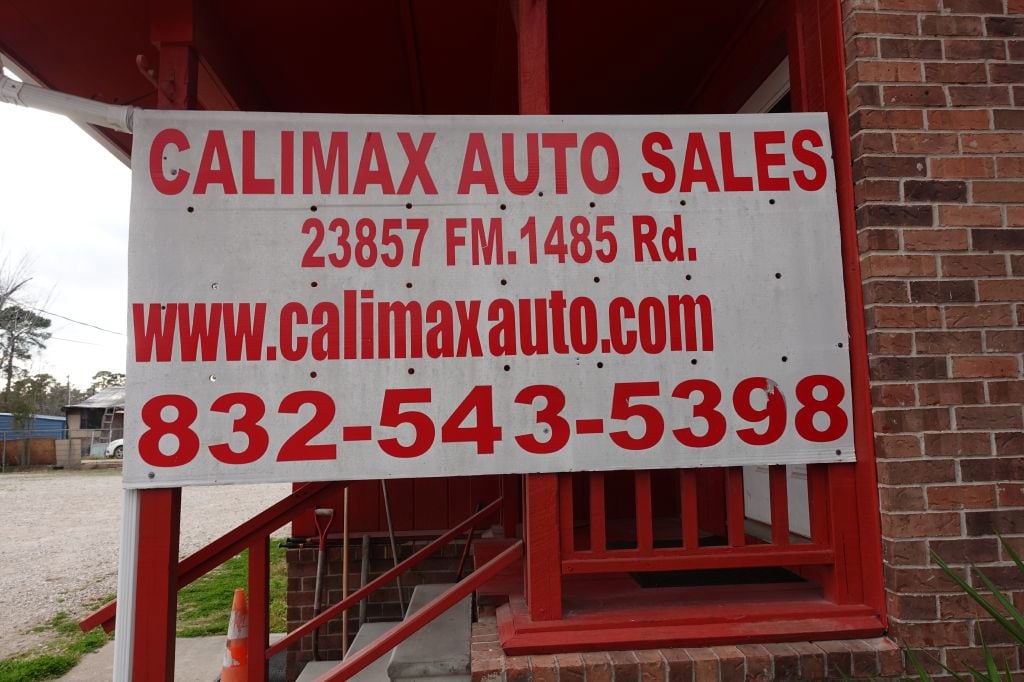 CALIMAX AUTO SALES
23857 FM.1485 Rd.
www.calimaxauto.com
832-543-5398